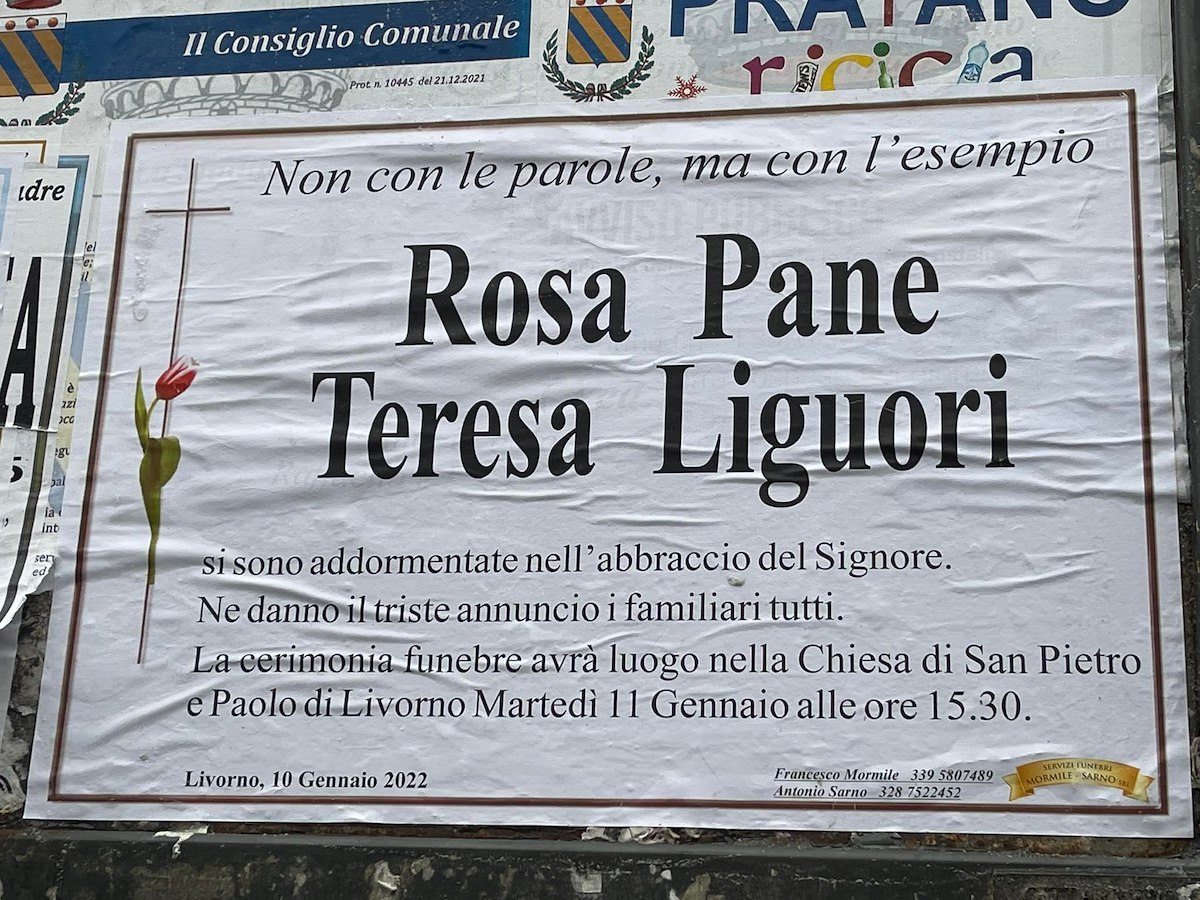 Il Consiglio Comunale
Prot. n. 10445 del 21.12.2021
PRAIANO
ricicla
adre
Non con le parole, ma con l'esempio
Rosa Pane
Teresa Liguori
si sono addormentate nell'abbraccio del Signore.
Ne danno il triste annuncio i familiari tutti.
La cerimonia funebre avrà luogo nella Chiesa di San Pietro
e Paolo di Livorno Martedì 11 Gennaio alle ore 15.30.
Livorno, 10 Gennaio 2022
Francesco Mormile 339 5807489
Antonio Sarno 328 7522452
SERVIZI FUNEBRI
MORMILE - SARNO SRL